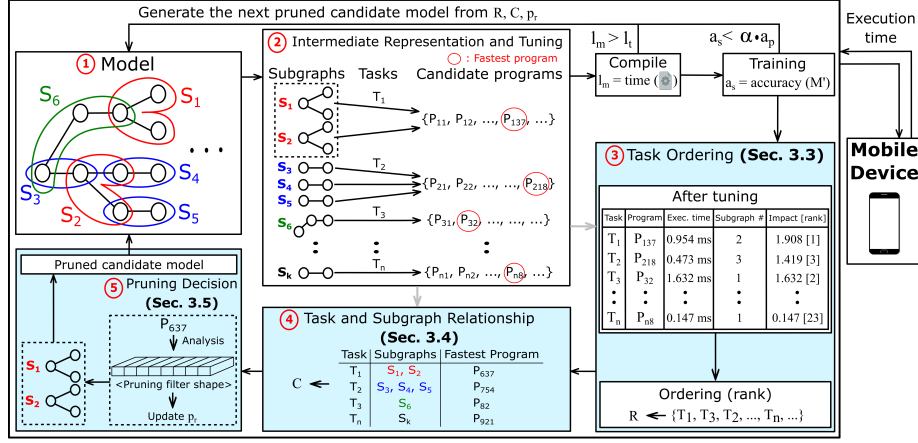 Generate the next pruned candidate model from R, C, pr
① Model
S6
S1
S3
S2
S4
S5
...
② Intermediate Representation and Tuning
: Fastest program
Subgraphs Tasks Candidate programs
S1
T1
{P11, P12, ..., P137, ...}
S2
S3
T2
S4
{P21, P22, ..., ..., P218}
S5
S6
T3
{P31, P32, ..., ..., ...}
Sk
Tn
{Pn1, Pn2, ..., Pn8, ...}
lm > lt
Compile
lm = time ( )
as < α•ap
Training
as = accuracy (M')
Execution
time
Mobile
Device
③ Task Ordering (Sec. 3.3)
After tuning
Task Program Exec. time Subgraph # Impact [rank]
T1 P137 0.954 ms 2 1.908 [1]
T2 P218 0.473 ms 3 1.419 [3]
T3 P32 1.632 ms 1 1.632 [2]
Tn Pn8 0.147 ms 1 0.147 [23]
Ordering (rank)
R ← {T1, T3, T2, ..., Tn, ...}
④ Task and Subgraph Relationship
(Sec. 3.4)
Task Subgraphs Fastest Program
T1 S1, S2 P637
T2 S3, S4, S5 P754
T3 S6 P82
Tn Sk P921
C ←
Pruned candidate model
⑤ Pruning Decision
(Sec. 3.5)
P637
Analysis
<Pruning filter shape>
Update pr
S1
S2